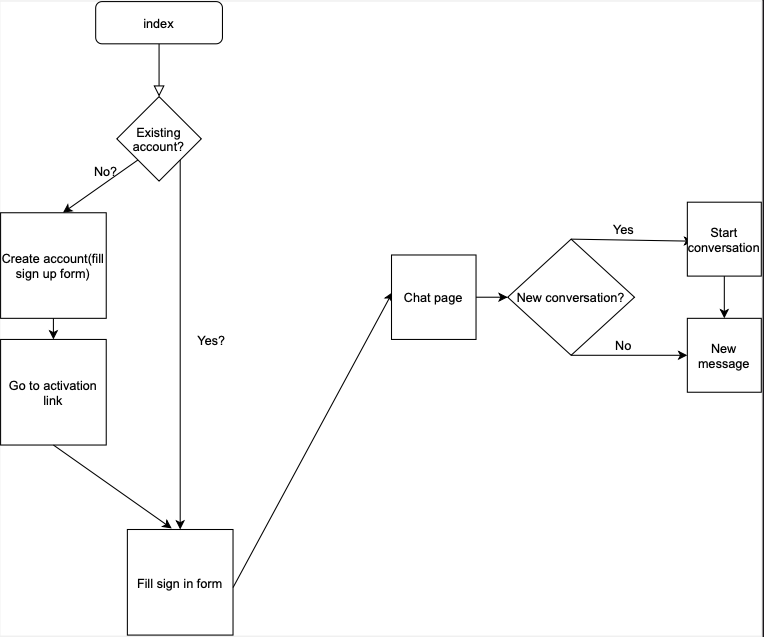 index
Existing
account?
No?
Create account(fill
sign up form)
Go to activation
link
Yes?
Fill sign in form
Chat page
New conversation?
Yes
No
Start
conversation
New
message